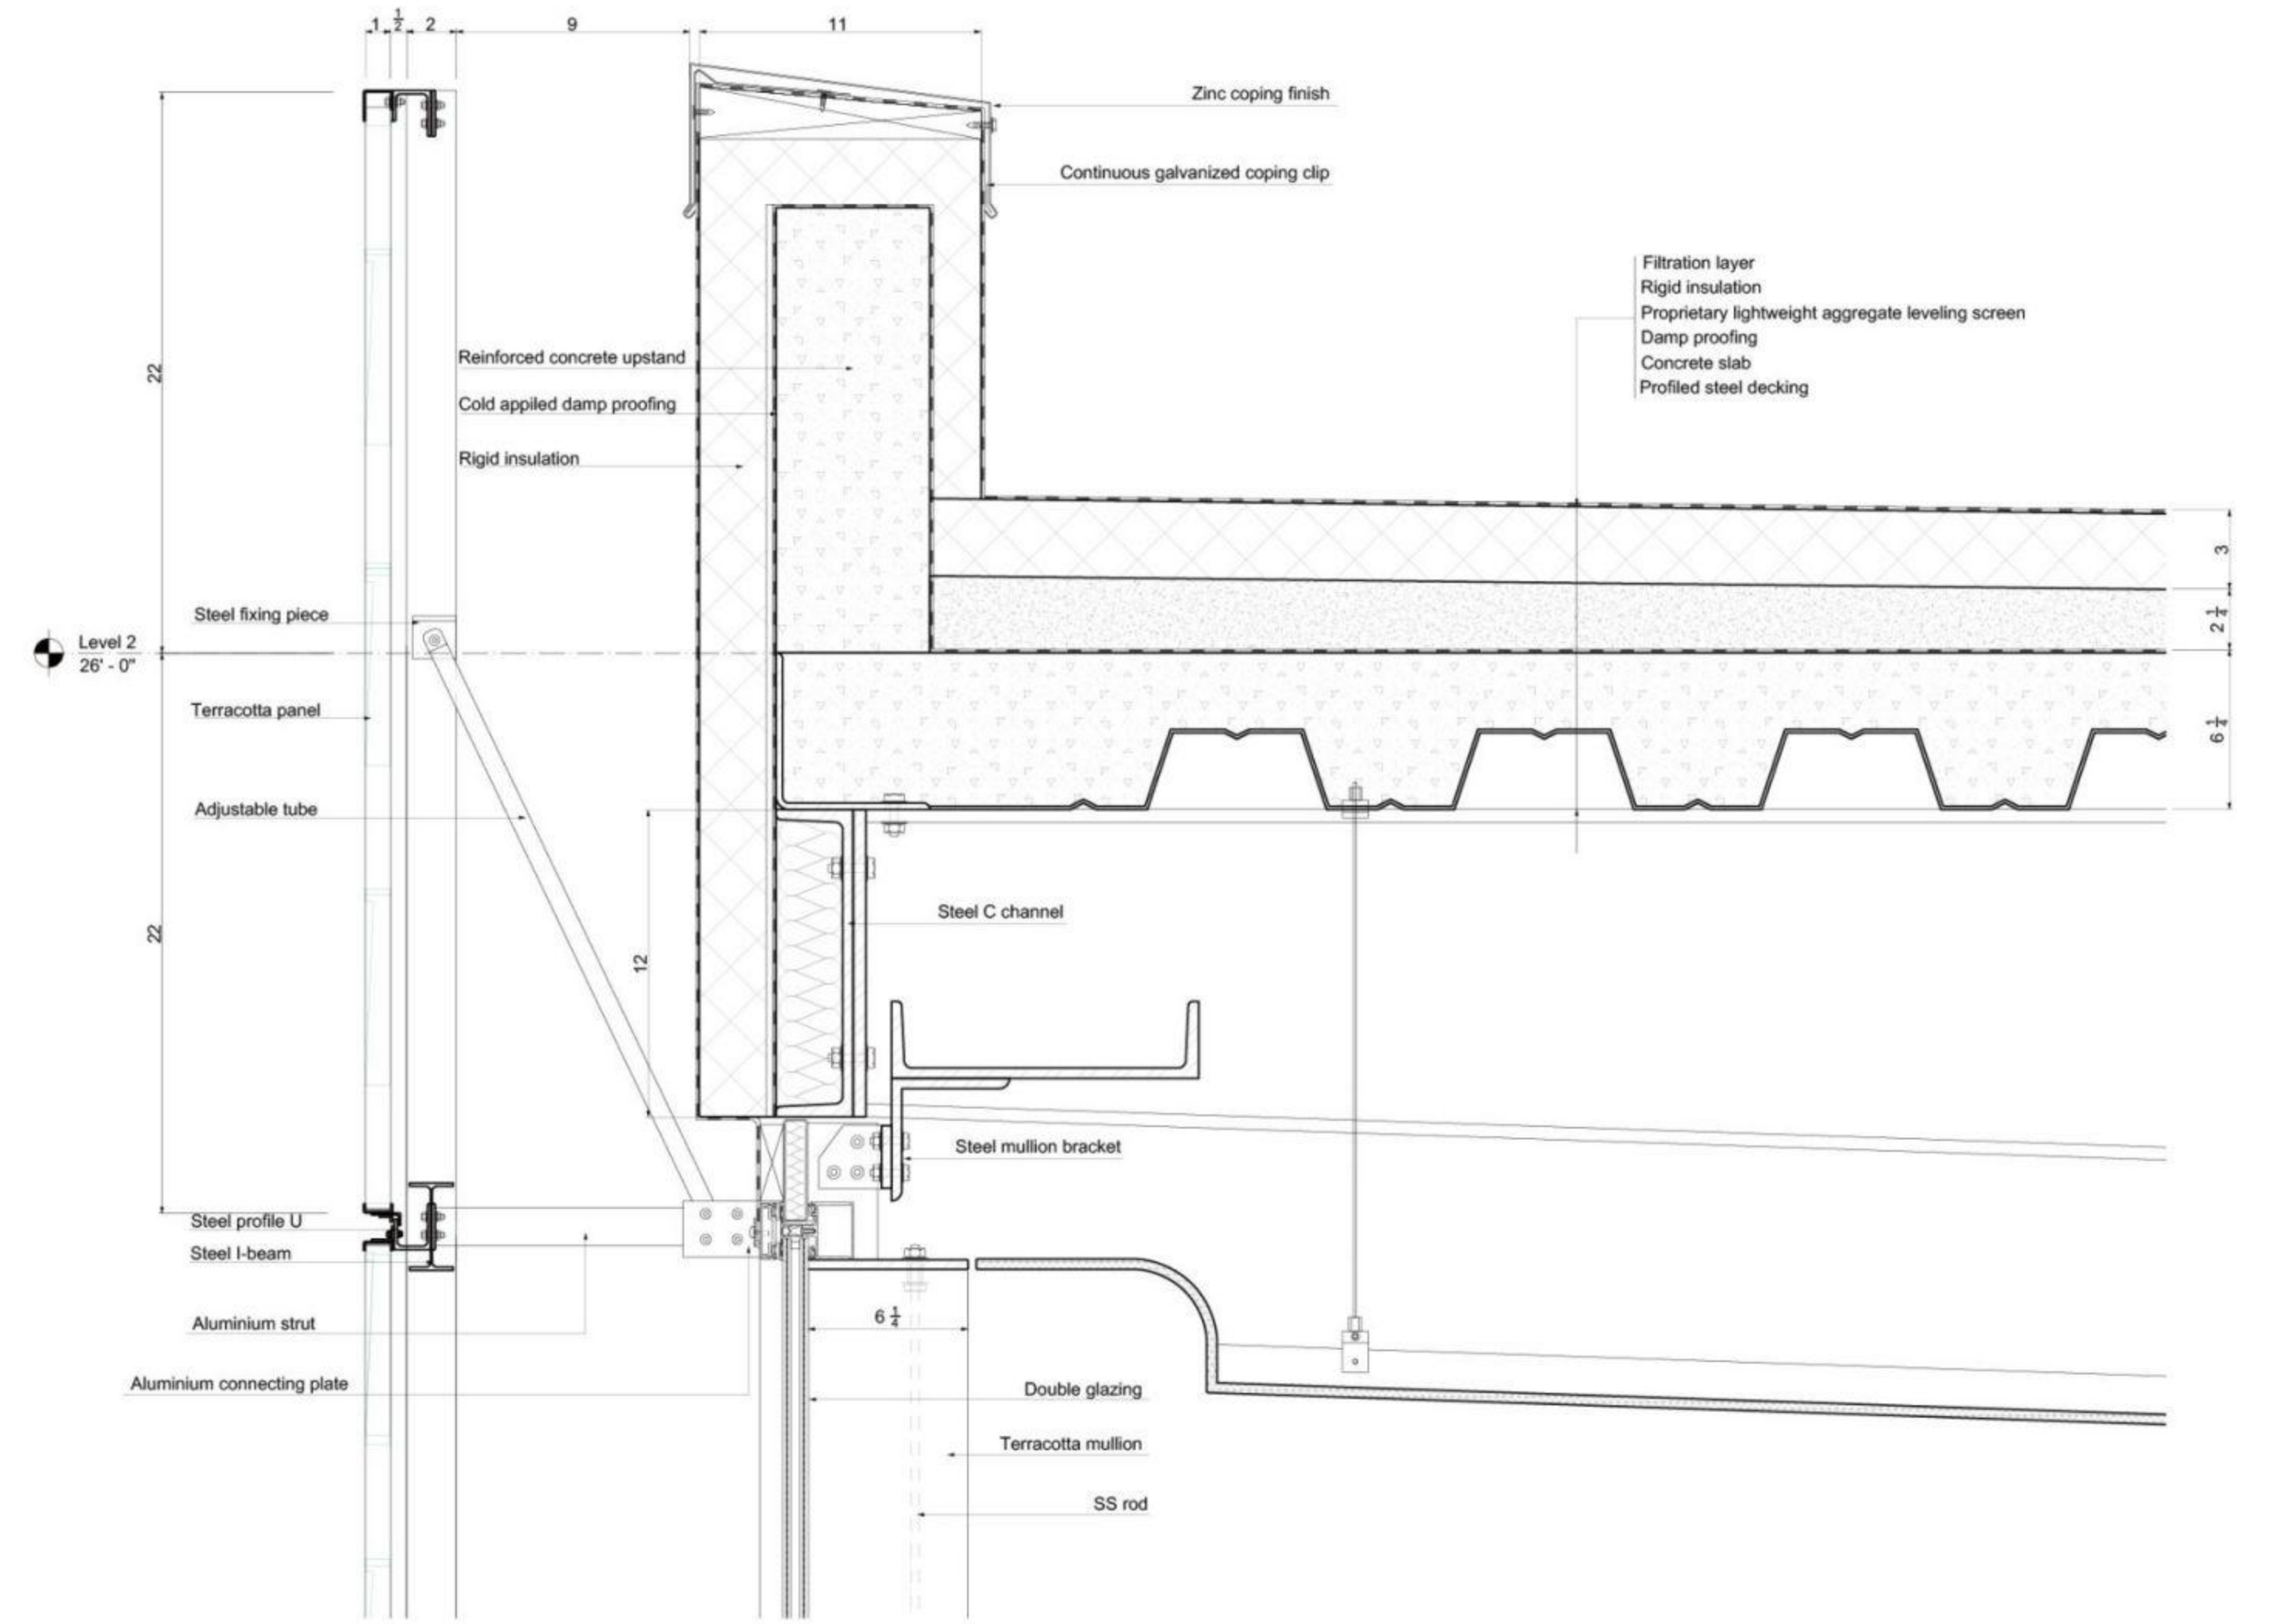 1 ½ 2 9 11
Zinc coping finish
Continuous galvanized coping clip
Filtration layer
Rigid insulation
Proprietary lightweight aggregate leveling screen
Damp proofing
Concrete slab
Profiled steel decking
22
Reinforced concrete upstand
Cold appiled damp proofing
Rigid insulation
3
2 ¼
6 ¼
Steel fixing piece
Level 2
26' - 0"
Terracotta panel
Adjustable tube
22
12
Steel C channel
Steel mullion bracket
Steel profile U
Steel I-beam
Aluminium strut
Aluminium connecting plate
6 ¼
Double glazing
Terracotta mullion
SS rod